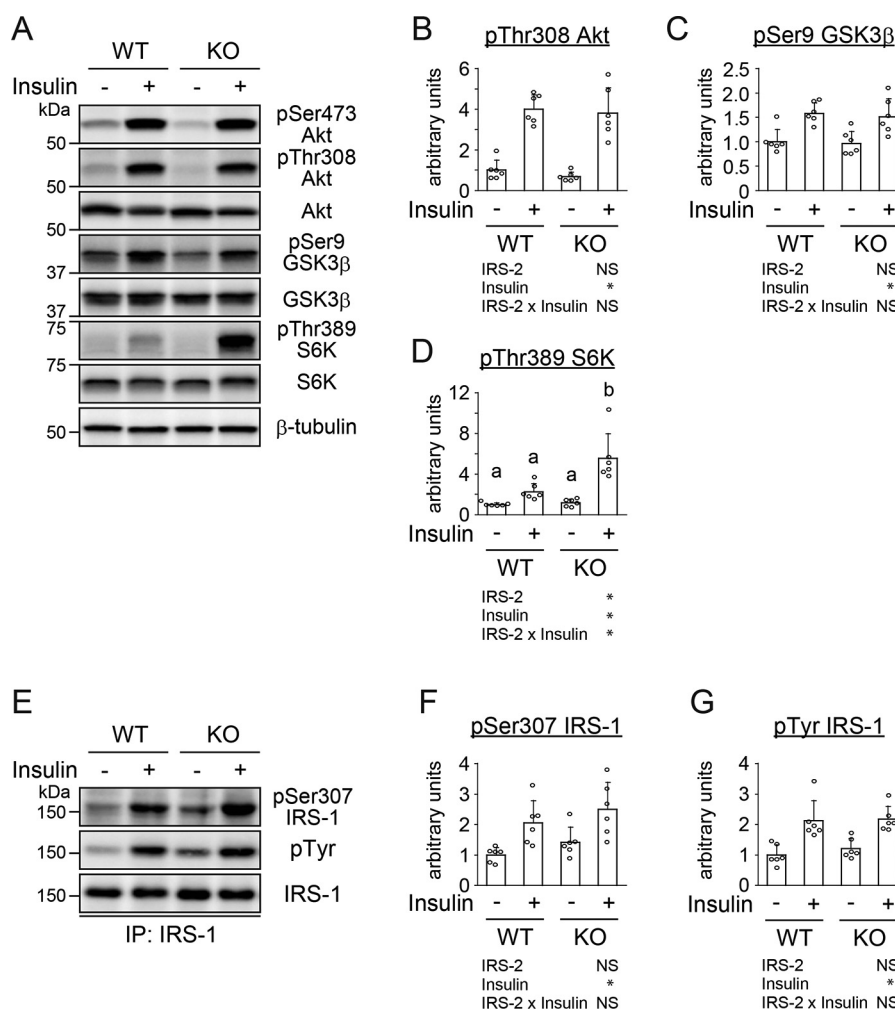 A
WT KO
Insulin - + - +
kDa
pSer473
Akt
50
pThr308
Akt
50
Akt
pSer9
GSK3β
37
GSK3β
37
75
pThr389
S6K
75
S6K
50
β-tubulin
B
pThr308 Akt
arbitrary units
6
4
2
0
Insulin - + - +
WT KO
IRS-2 NS
Insulin *
IRS-2 x Insulin NS
C
pSer9 GSK3β
arbitrary units
2.5
2.0
1.5
1.0
0.5
0
Insulin - + - +
WT KO
IRS-2 NS
Insulin *
IRS-2 x Insulin NS
D
pThr389 S6K
arbitrary units
12
8
4
0
a a a b
Insulin - + - +
WT KO
IRS-2 *
Insulin *
IRS-2 x Insulin *
E
WT KO
Insulin - + - +
kDa
150
pSer307
IRS-1
150
pTyr
150
IRS-1
IP: IRS-1
F
pSer307 IRS-1
arbitrary units
4
3
2
1
0
Insulin - + - +
WT KO
IRS-2 NS
Insulin *
IRS-2 x Insulin NS
G
pTyr IRS-1
arbitrary units
4
3
2
1
0
Insulin - + - +
WT KO
IRS-2 NS
Insulin *
IRS-2 x Insulin NS